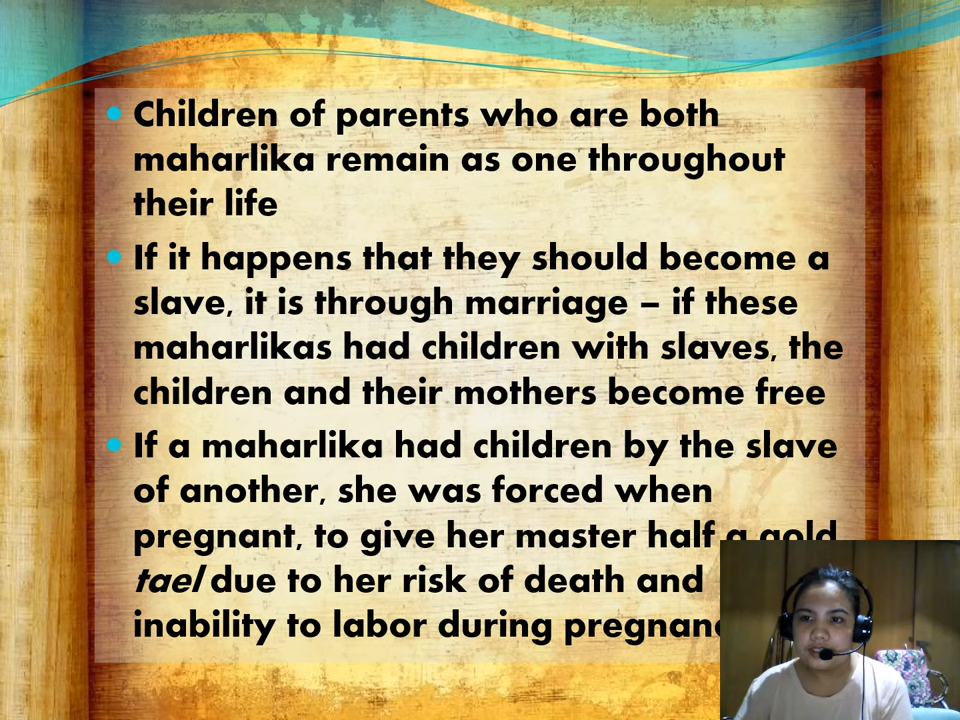 Children of parents who are both
maharlika remain as one throughout
their life
If it happens that they should become a
slave, it is through marriage – if these
maharlikas had children with slaves, the
children and their mothers become free
If a maharlika had children by the slave
of another, she was forced when
pregnant, to give her master half a gold
tael due to her risk of death and
inability to labor during